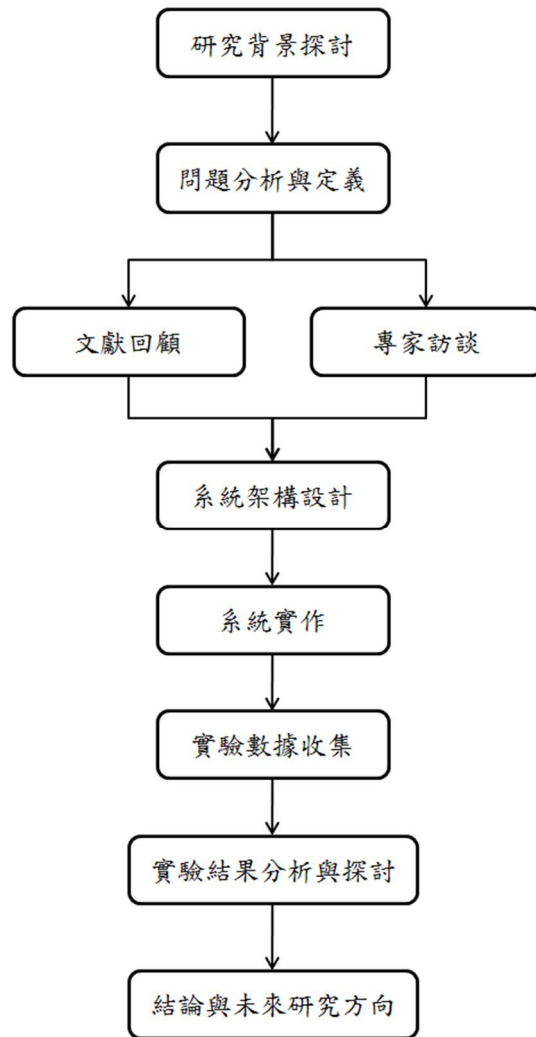 研究背景探討
問題分析與定義
文獻回顧
專家訪談
系統架構設計
系統實作
實驗數據收集
實驗結果分析與探討
結論與未來研究方向